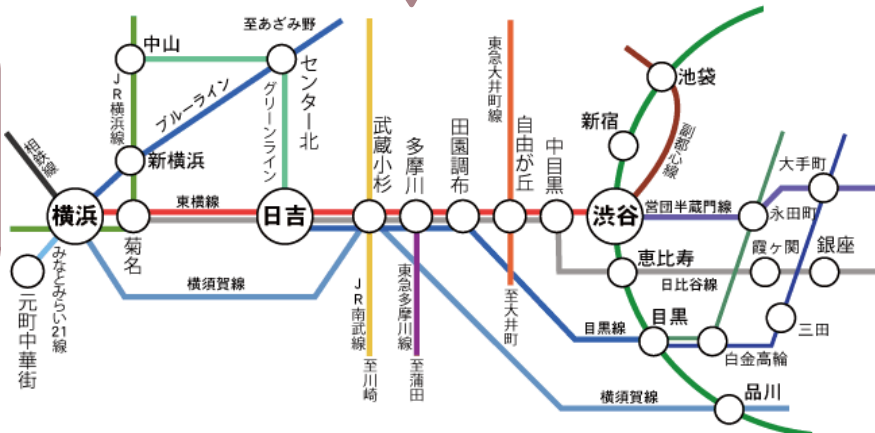 至あざみ野
中山
センター北
JR横浜線
ブルーライン
グリーンライン
新横浜
相鉄線
横浜
東横線
日吉
菊名
みなとみらい21線
元町中華街
横須賀線
武蔵小杉
多摩川
田園調布
東急大井町線
自由が丘
中目黒
JR南武線
至川崎
東急多摩川線
至蒲田
至大井町
池袋
新宿
副都心線
渋谷
営団半蔵門線
大手町
永田町
恵比寿
日比谷線
霞ヶ関
銀座
目黒線
目黒
白金高輪
三田
横須賀線
品川